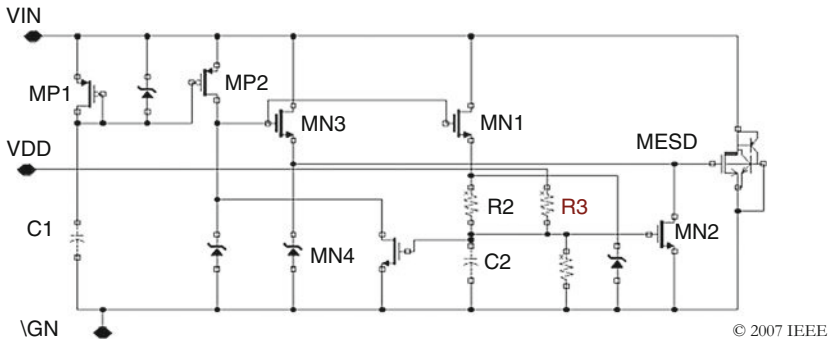 VIN
MP1
MP2
MN3
MN1
VDD
MESD
C1
R2
R3
MN2
MN4
C2
\GN
© 2007 IEEE